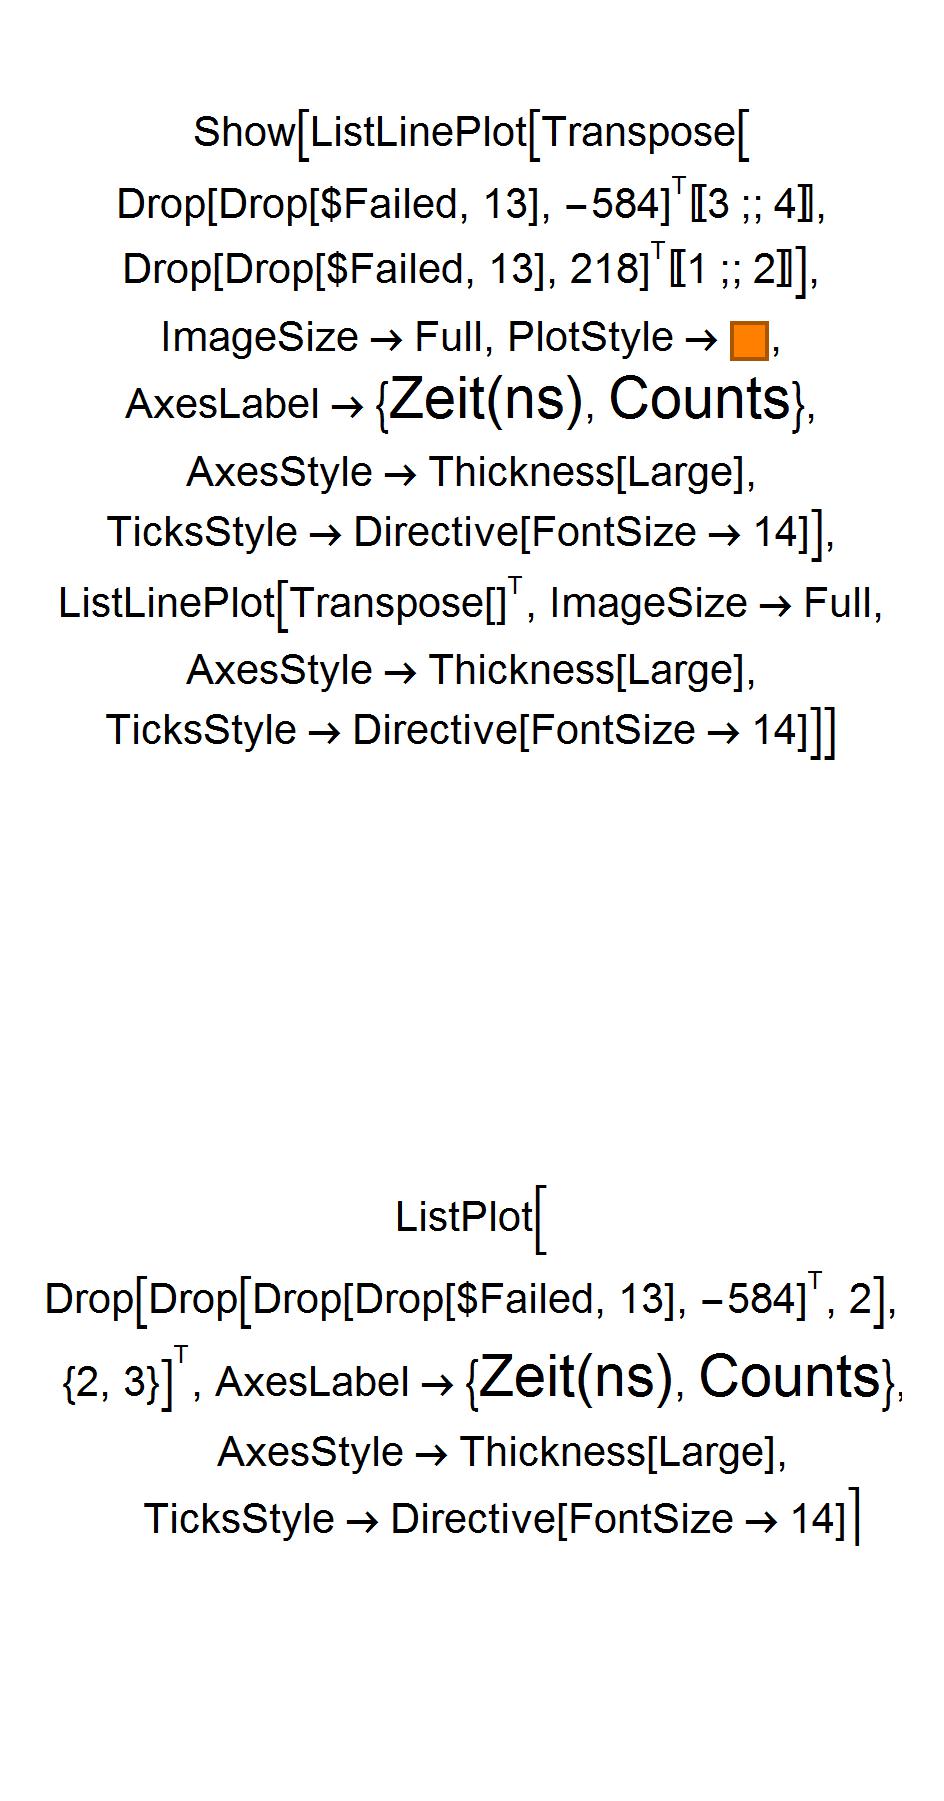 Show[ListLinePlot[Transpose[
Drop[Drop[$Failed, 13], −584]ᵀ⟦3 ;; 4⟧,
Drop[Drop[$Failed, 13], 218]ᵀ⟦1 ;; 2⟧],
ImageSize → Full, PlotStyle → ,
AxesLabel → {Zeit(ns), Counts},
AxesStyle → Thickness[Large],
TicksStyle → Directive[FontSize → 14]],
ListLinePlot[Transpose[]ᵀ, ImageSize → Full,
AxesStyle → Thickness[Large],
TicksStyle → Directive[FontSize → 14]]]
ListPlot[
Drop[Drop[Drop[Drop[$Failed, 13], −584]ᵀ, 2],
{2, 3}]ᵀ, AxesLabel → {Zeit(ns), Counts},
AxesStyle → Thickness[Large],
TicksStyle → Directive[FontSize → 14]]